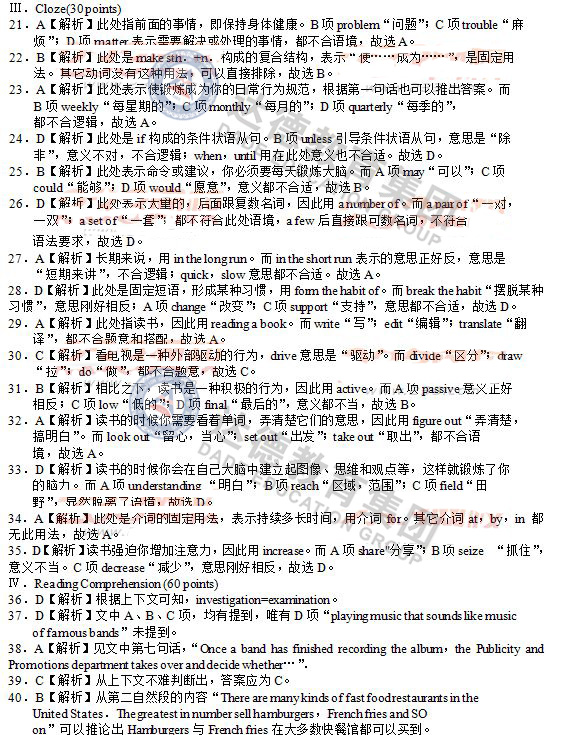 Ⅲ．Cloze(30 points)
21．A【解析】此处指前面的事情，即保持身体健康。B 项 problem“问题”；C 项 trouble“麻
烦”；D 项 matter 表示需要解决或处理的事情，都不合语境，故选 A。
22．B【解析】此处是 make sth. +n. 构成的复合结构，表示“使……成为……”，是固定用
法。其它动词没有这种用法，可以直接排除，故选 B。
23．A【解析】此处表示使锻炼成为你的日常行为规范，根据第一句话也可以推出答案。而
B 项 weekly“每星期的”；C 项 monthly“每月的”；D 项 quarterly“每季的”，
都不合逻辑，故选 A。
24．D【解析】此处是 if 构成的条件状语从句。B 项 unless 引导条件状语从句，意思是“除
非”，意义不对，不合逻辑；when，until 用在此处意义也不合适。故选 D。
25．B【解析】此处表示命令或建议，你必须要每天锻炼大脑。而 A 项 may“可以”；C 项
could“能够”；D 项 would“愿意”，意义都不合适，故选 B。
26．D【解析】此处表示大量的，后面跟复数名词，因此用 a number of。而 a pair of“一对，
一双”；a set of“一套”；都不符合此处语境，a few 后直接跟可数名词，不符合
语法要求，故选 D。
27．A【解析】长期来说，用 in the long run。而 in the short run 表示的意思正好反，意思是
“短期来讲”，不合逻辑；quick，slow 意思都不合适。故选 A。
28．D【解析】此处是固定短语，形成某种习惯，用 form the habit of。而 break the habit“摆脱某种
习惯”，意思刚好相反；A 项 change“改变”；C 项 support“支持”，意思都不合适，故选 D。
29．A【解析】此处指读书，因此用 reading a book。而 write“写”；edit“编辑”；translate“翻
译”，都不合题意和搭配，故选 A。
30．C【解析】看电视是一种外部驱动的行为，drive 意思是“驱动”。而 divide“区分”；draw
“拉”；do“做”，都不合题意，故选 C。
31．B【解析】相比之下，读书是一种积极的行为，因此用 active。而 A 项 passive 意义正好
相反；C 项 low“低的”；D 项 final“最后的”，意义都不当，故选 B。
32．A【解析】读书的时候你需要看着单词，弄清楚它们的意思，因此用 figure out“弄清楚，
搞明白”。而 look out“留心，当心”；set out“出发”；take out“取出”，都不合语
境，故选 A。
33．D【解析】读书的时候你会在自己大脑中建立起图像、思维和观点等，这样就锻炼了你
的脑力。而 A 项 understanding “明白”；B 项 reach“区域，范围”；C 项 field“田
野”，显然脱离了语境，故选 D。
34．A【解析】此处是介词的固定用法，表示持续多长时间，用介词 for。其它介词 at，by，in 都
无此用法，故选 A。
35．D【解析】读书强迫你增加注意力，因此用 increase。而 A 项 share"分享"；B 项 seize “抓住”，
意义不当。C 项 decrease“减少”，意思刚好相反，故选 D。
Ⅳ．Reading Comprehension (60 points)
36．D【解析】根据上下文可知，investigation=examination。
37．D【解析】文中 A、B、C 项，均有提到，唯有 D 项“playing music that sounds like music
of famous bands”未提到。
38．A【解析】见文中第七句话，“Once a band has finished recording the album，the Publicity and
Promotions department takes over and decide whether…”.
39．C【解析】从上下文不难判断出，答案应为 C。
40．B【解析】从第二自然段的内容“There are many kinds of fast food restaurants in the
United States．The greatest in number sell hamburgers，French fries and SO
on”可以推论出 Hamburgers 与 French fries 在大多数快餐馆都可以买到。